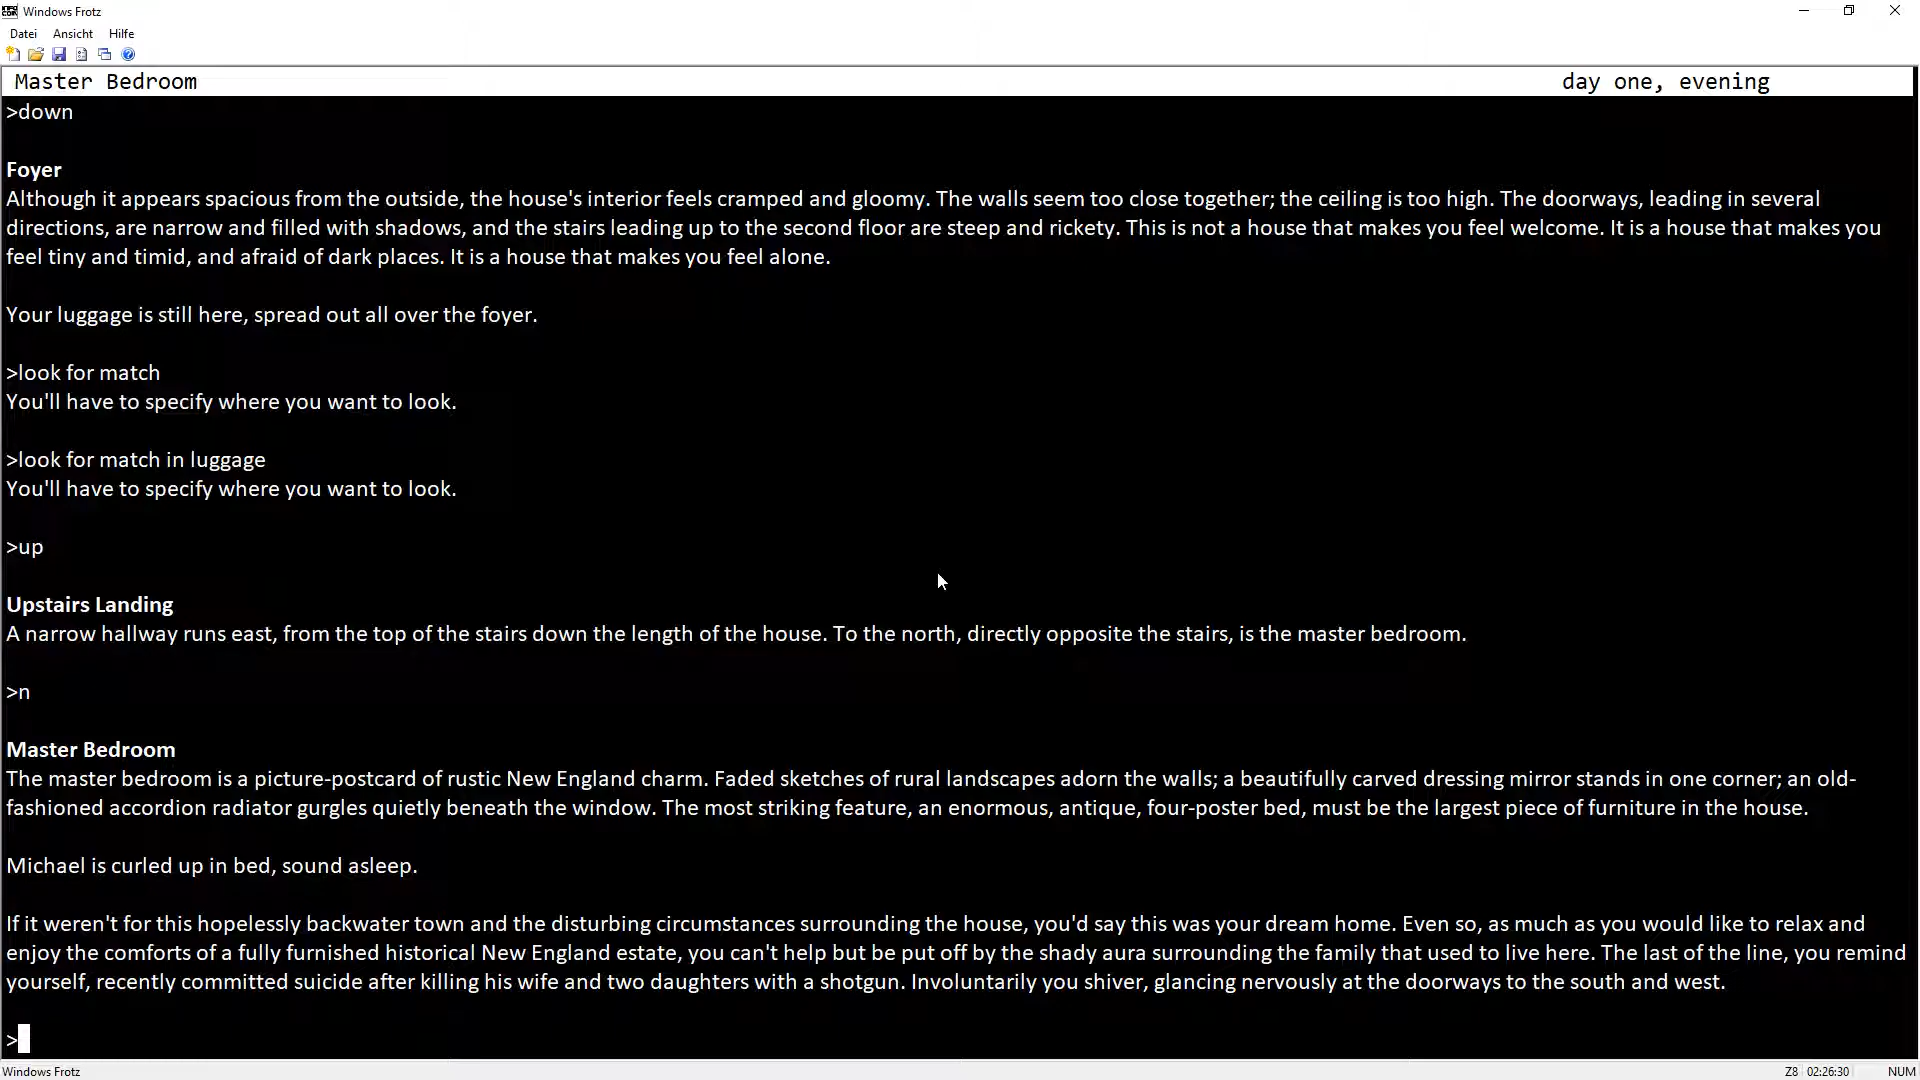 Windows Frotz
Datei Ansicht Hilfe
Master Bedroom day one, evening
>down
Foyer
Although it appears spacious from the outside, the house's interior feels cramped and gloomy. The walls seem too close together; the ceiling is too high. The doorways, leading in several
directions, are narrow and filled with shadows, and the stairs leading up to the second floor are steep and rickety. This is not a house that makes you feel welcome. It is a house that makes you
feel tiny and timid, and afraid of dark places. It is a house that makes you feel alone.
Your luggage is still here, spread out all over the foyer.
>look for match
You'll have to specify where you want to look.
>look for match in luggage
You'll have to specify where you want to look.
>up
Upstairs Landing
A narrow hallway runs east, from the top of the stairs down the length of the house. To the north, directly opposite the stairs, is the master bedroom.
>n
Master Bedroom
The master bedroom is a picture-postcard of rustic New England charm. Faded sketches of rural landscapes adorn the walls; a beautifully carved dressing mirror stands in one corner; an old-
fashioned accordion radiator gurgles quietly beneath the window. The most striking feature, an enormous, antique, four-poster bed, must be the largest piece of furniture in the house.
Michael is curled up in bed, sound asleep.
If it weren't for this hopelessly backwater town and the disturbing circumstances surrounding the house, you'd say this was your dream home. Even so, as much as you would like to relax and
enjoy the comforts of a fully furnished historical New England estate, you can't help but be put off by the shady aura surrounding the family that used to live here. The last of the line, you remind
yourself, recently committed suicide after killing his wife and two daughters with a shotgun. Involuntarily you shiver, glancing nervously at the doorways to the south and west.
>
Windows Frotz Z8 02:26:30 NUM